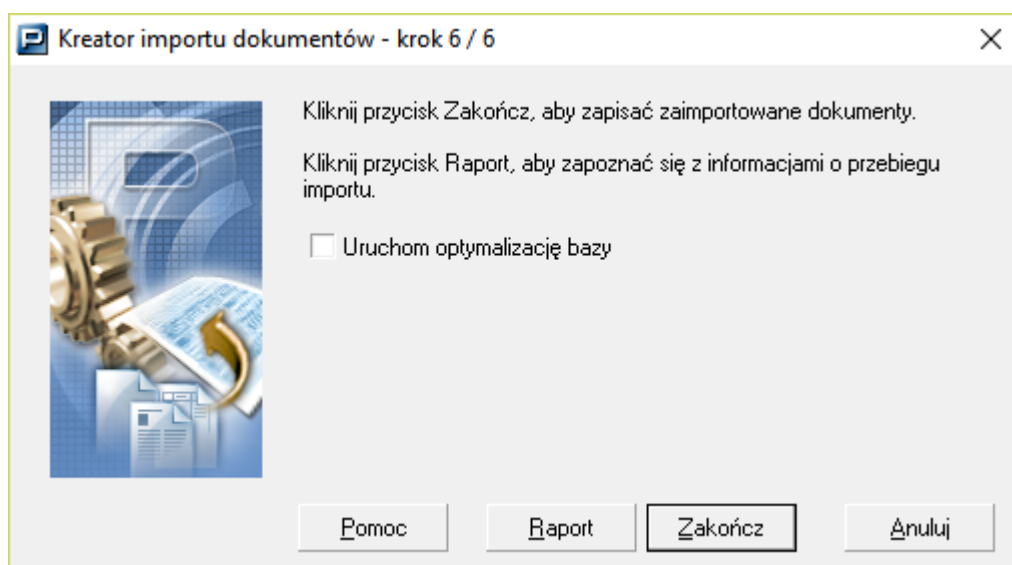 Kreator importu dokumentów - krok 6 / 6
Kliknij przycisk Zakończ, aby zapisać zaimportowane dokumenty.
Kliknij przycisk Raport, aby zapoznać się z informacjami o przebiegu
importu.
Uruchom optymalizację bazy
Pomoc
Raport
Zakończ
Anuluj